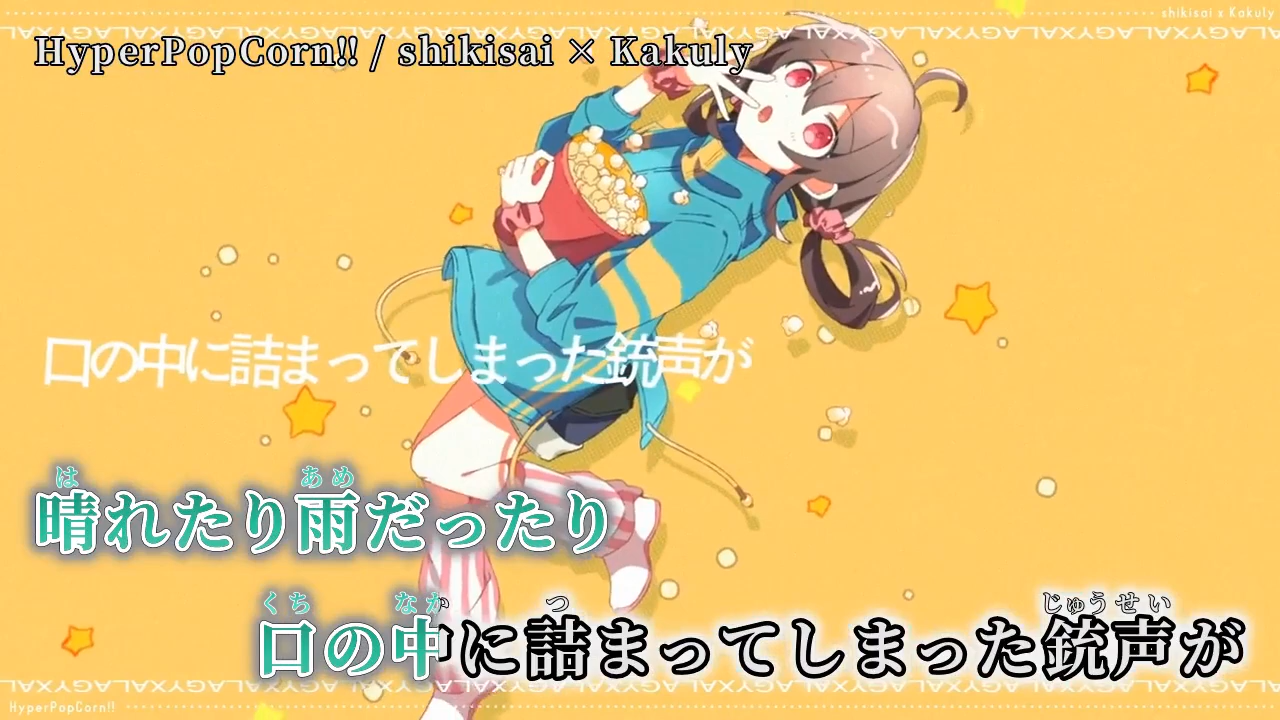 shikisai x Kakuly
HyperPopCorn!! / shikisai × Kakuly
口の中に詰まってしまった銃声が
は あめ
晴れたり雨だったり
くち なか つ じゅうせい
口の中に詰まってしまった銃声が
HyperPopCorn!!